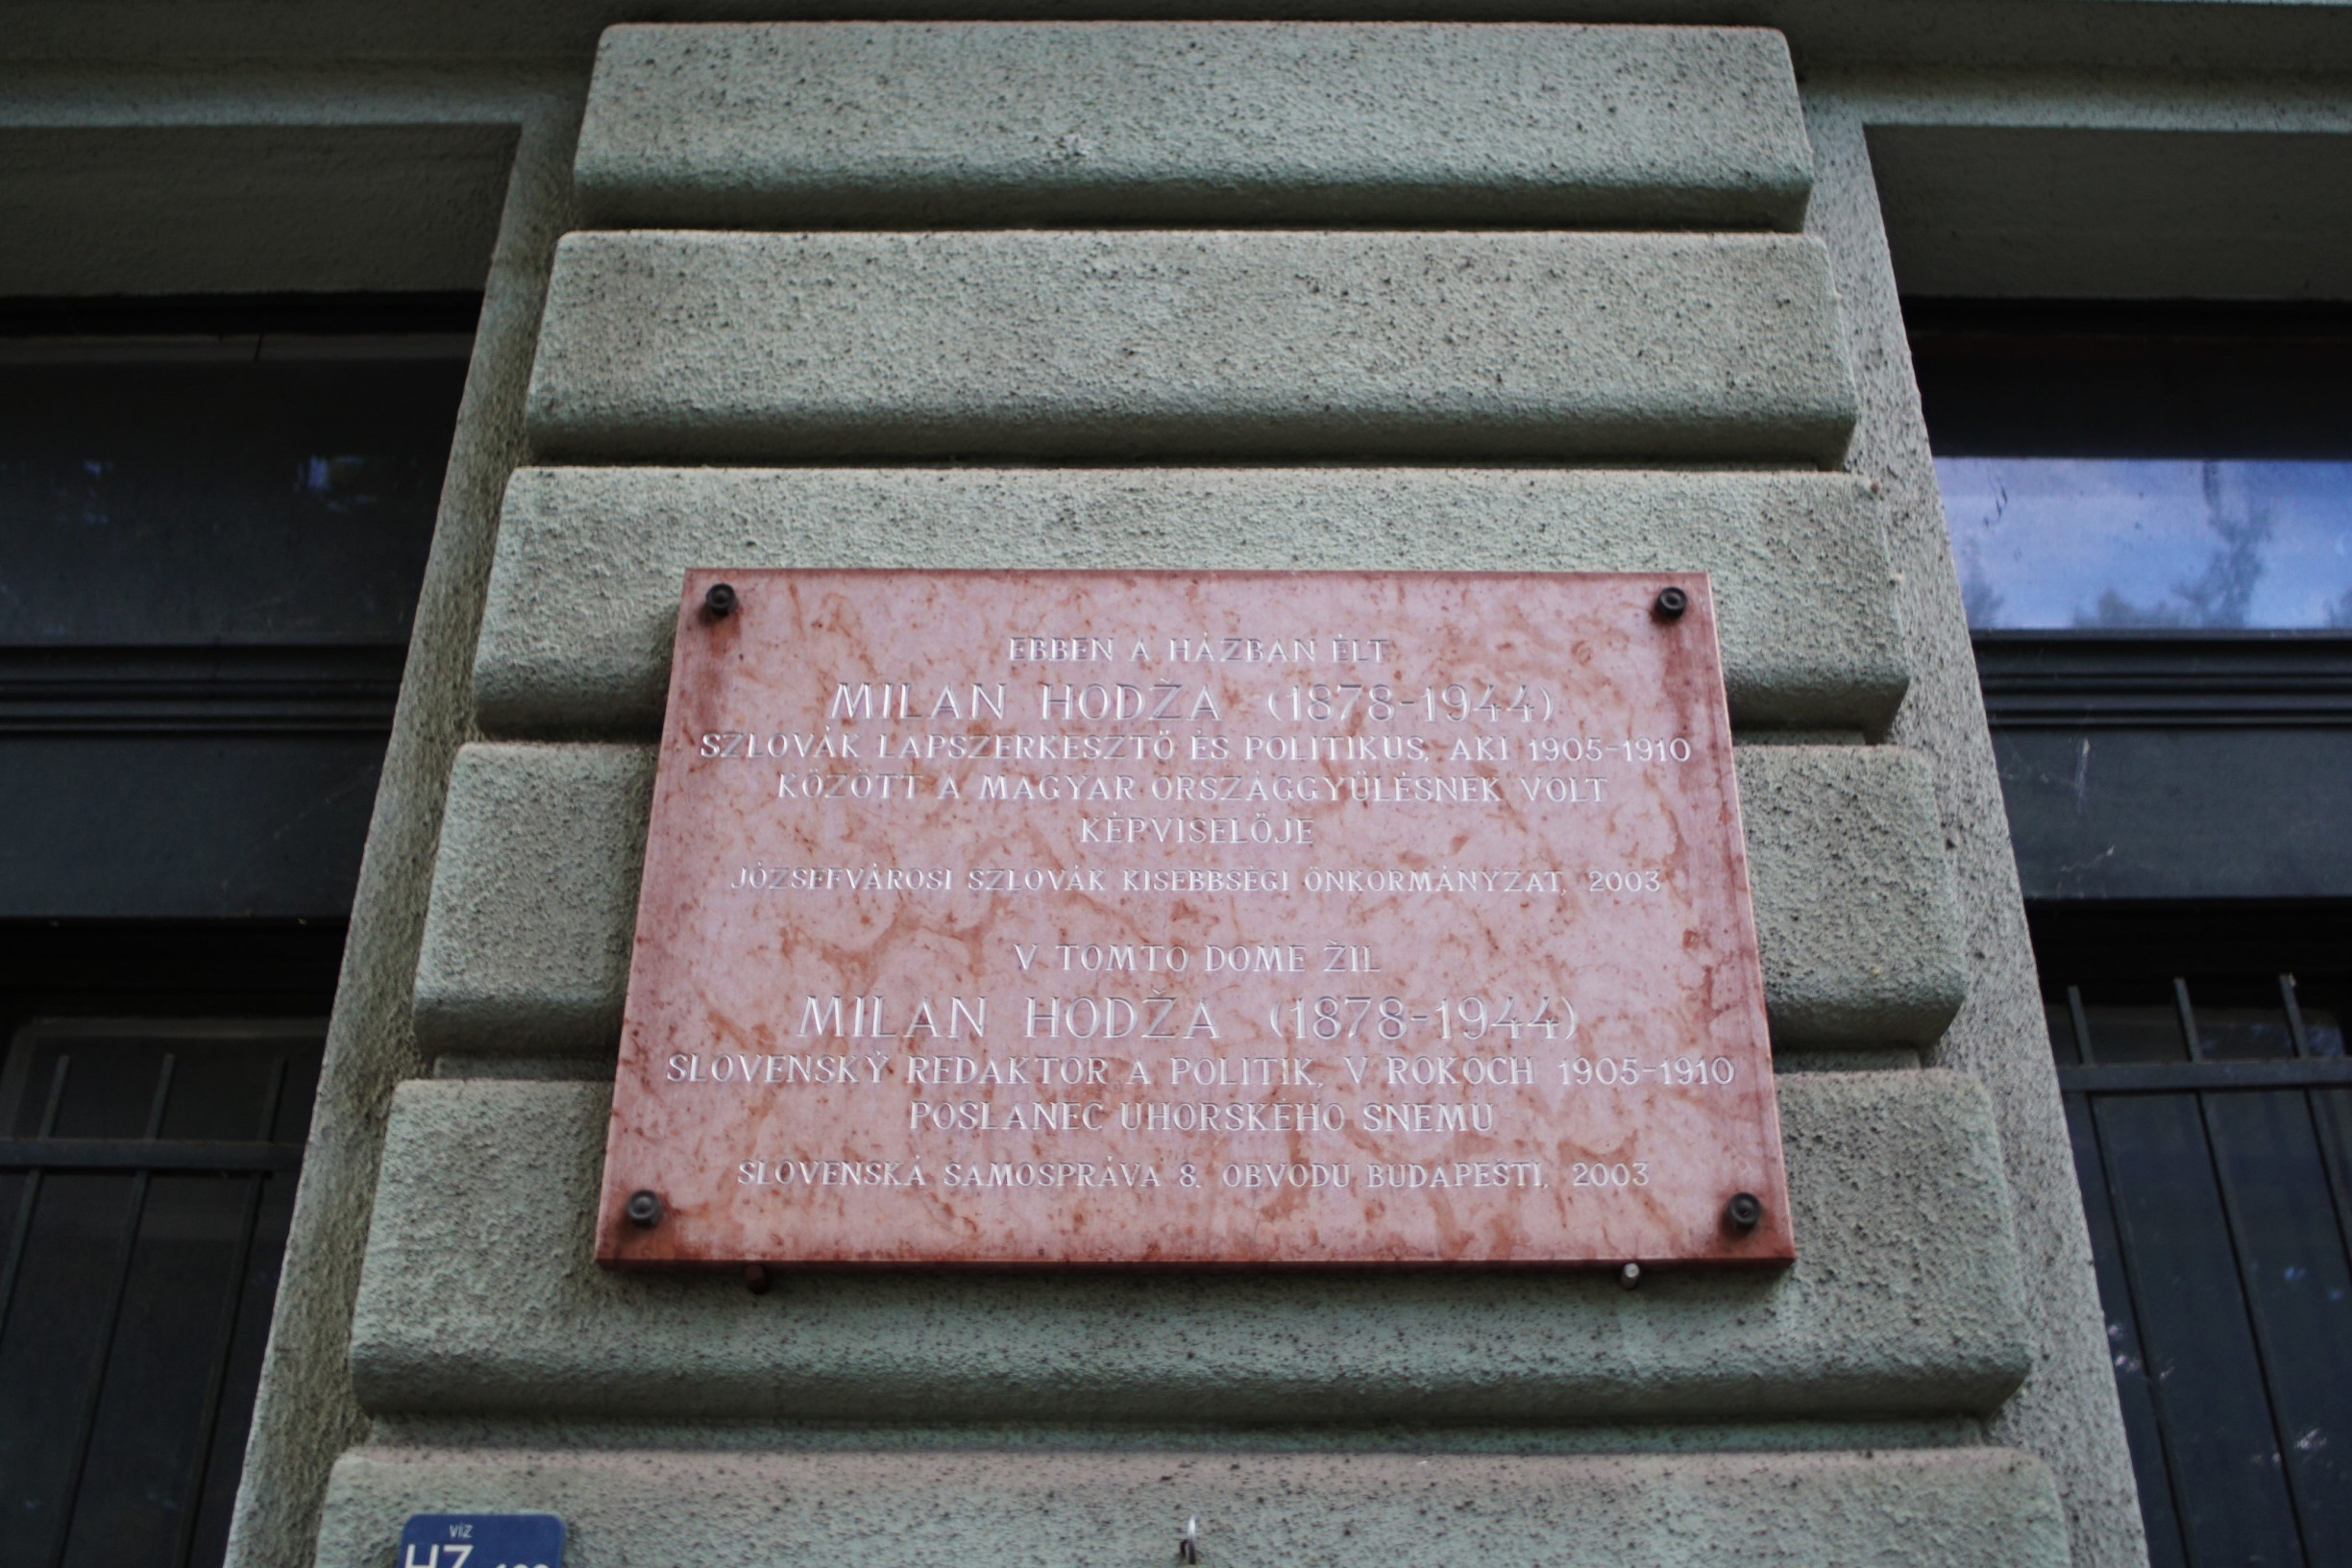 EBBEN A HÁZBAN ÉLT
MILAN HODŽA (1878-1944)
SZLOVÁK LAPSZERKESZTŐ ÉS POLITIKUS, AKI 1905-1910
KÖZÖTT A MAGYAR ORSZÁGGYŰLÉSNEK VOLT
KÉPVISELŐJE
JÓZSEFVÁROSI SZLOVÁK KISEBBSÉGI ÖNKORMÁNYZAT, 2003
V TOMTO DOME ŽIL
MILAN HODŽA (1878-1944)
SLOVENSKÝ REDAKTOR A POLITIK, V ROKOCH 1905-1910
POSLANEC UHORSKÉHO SNEMU
SLOVENSKÁ SAMOSPRÁVA 8. OBVODU BUDAPEŠTI, 2003
VÍZ
HZ